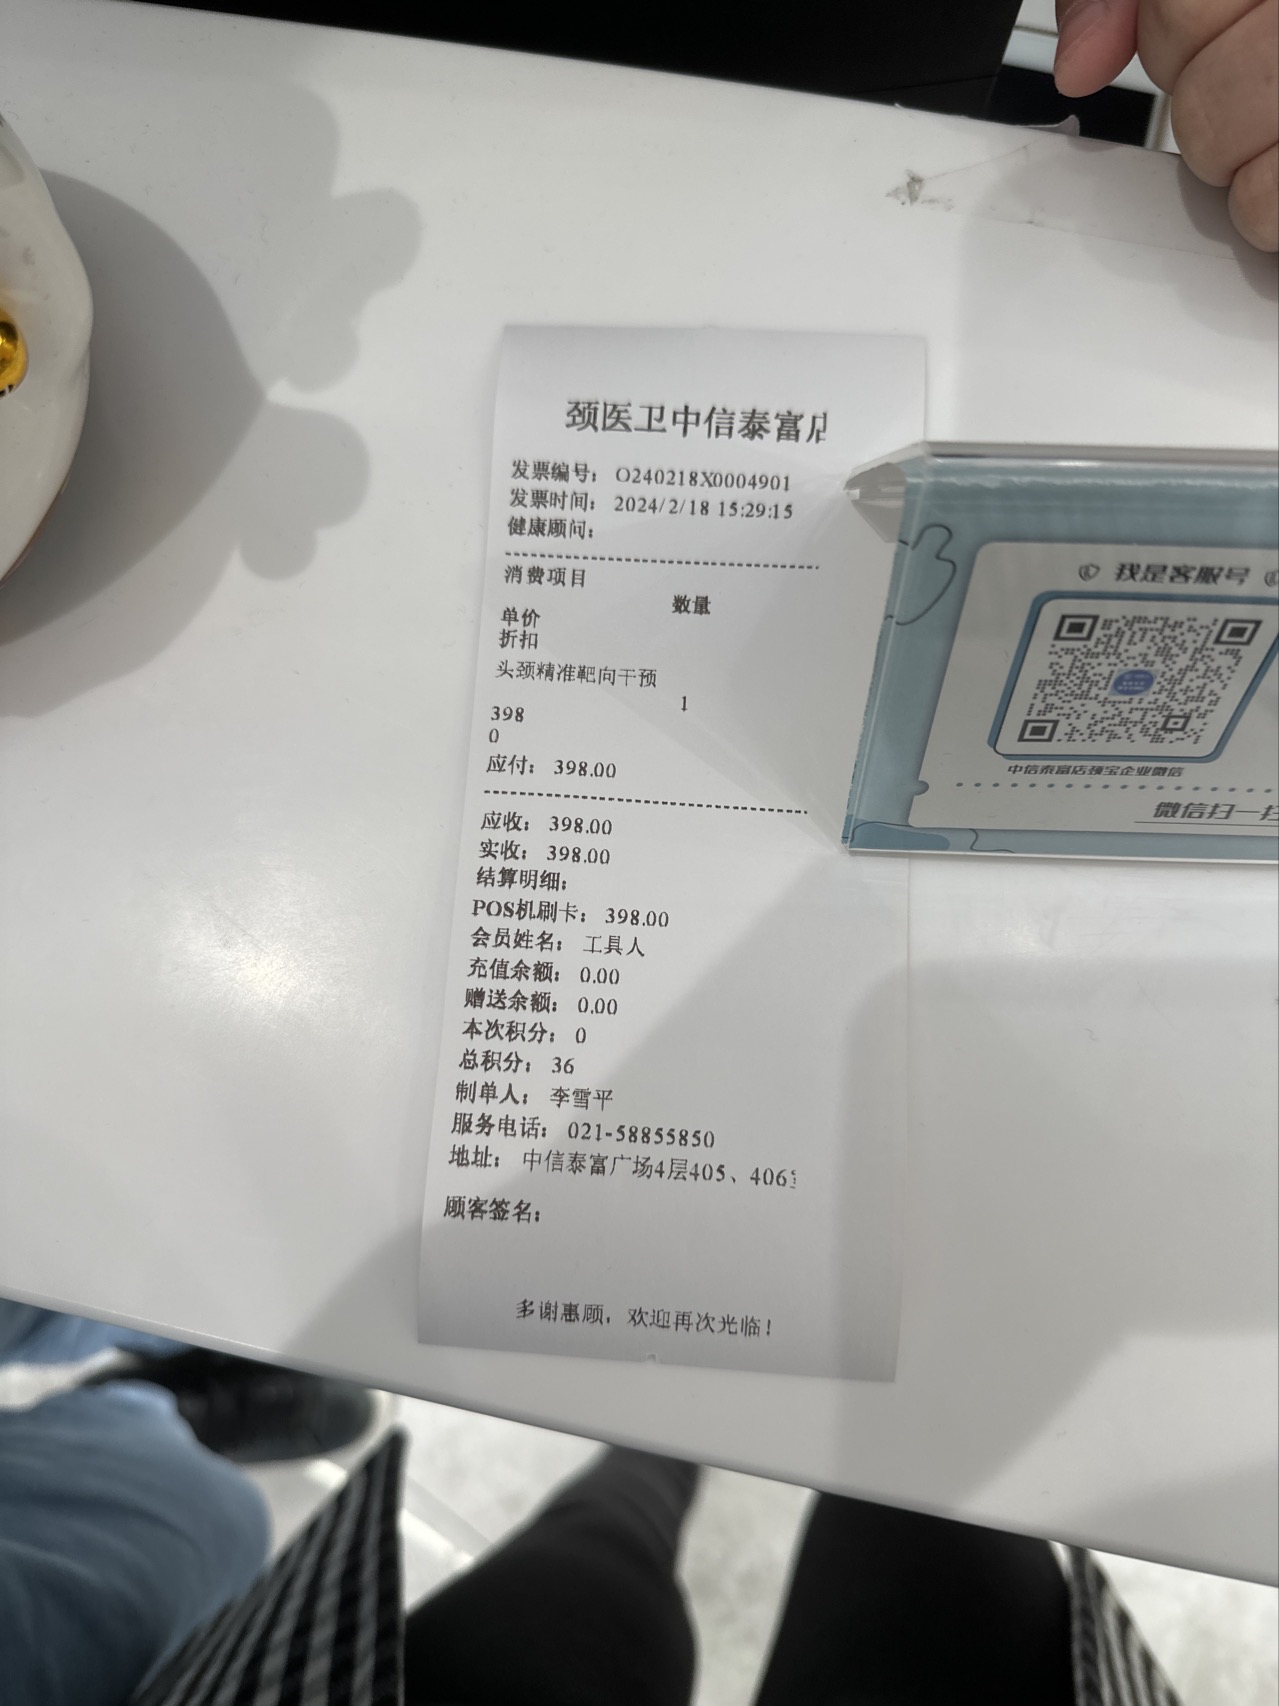 颈医卫中信泰富店
发票编号： O240218X0004901
发票时间： 2024/2/18 15:29:15
健康顾问：
消费项目
数量
单价
折扣
头颈精准靶向干预
1
398
0
应付： 398.00
应收： 398.00
实收： 398.00
结算明细：
POS机刷卡： 398.00
会员姓名： 工具人
充值余额： 0.00
赠送余额： 0.00
本次积分： 0
总积分： 36
制单人： 李雪平
服务电话： 021-58855850
地址： 中信泰富广场4层405、406
顾客签名：
多谢惠顾，欢迎再次光临！
我是客服号
中信泰富店颈宝企业微信
微信扫一扫